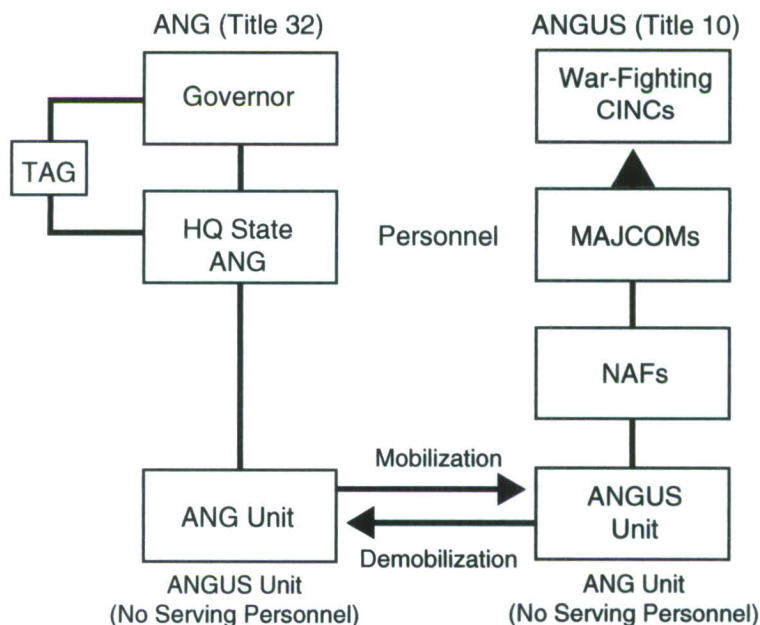 ANG (Title 32)
Governor
TAG
HQ State
ANG
ANG Unit
ANGUS Unit
(No Serving Personnel)
Personnel
Mobilization
Demobilization
ANGUS (Title 10)
War-Fighting
CINCs
MAJCOMs
NAFs
ANGUS
Unit
ANG Unit
(No Serving Personnel)